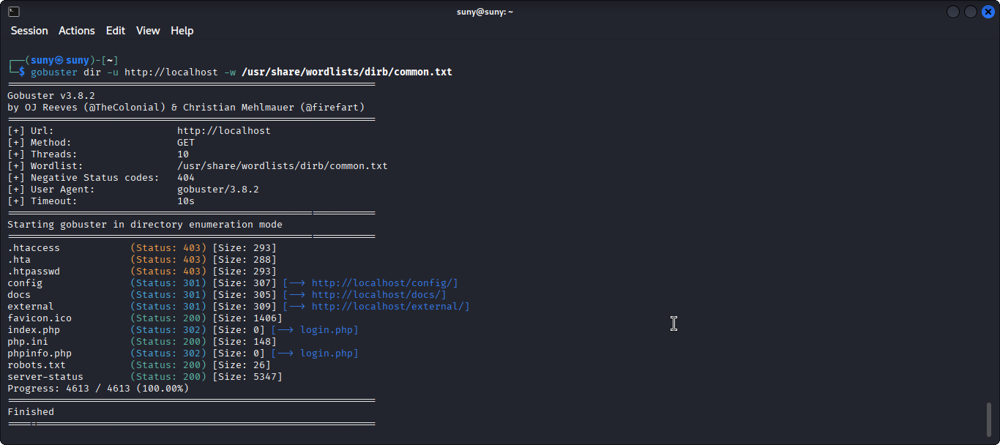 suny@suny: ~
Session Actions Edit View Help
┌──(suny㉿suny)-[~]
└─$ gobuster dir -u http://localhost -w /usr/share/wordlists/dirb/common.txt
===============================================================
Gobuster v3.8.2
by OJ Reeves (@TheColonial) & Christian Mehlmauer (@firefart)
===============================================================
[+] Url:                     http://localhost
[+] Method:                  GET
[+] Threads:                 10
[+] Wordlist:                /usr/share/wordlists/dirb/common.txt
[+] Negative Status codes:   404
[+] User Agent:              gobuster/3.8.2
[+] Timeout:                 10s
===============================================================
Starting gobuster in directory enumeration mode
===============================================================
.htaccess            (Status: 403) [Size: 293]
.hta                 (Status: 403) [Size: 288]
.htpasswd            (Status: 403) [Size: 293]
config               (Status: 301) [Size: 307] [--> http://localhost/config/]
docs                 (Status: 301) [Size: 305] [--> http://localhost/docs/]
external             (Status: 301) [Size: 309] [--> http://localhost/external/]
favicon.ico          (Status: 200) [Size: 1406]
index.php            (Status: 302) [Size: 0] [--> login.php]
php.ini              (Status: 200) [Size: 148]
phpinfo.php          (Status: 302) [Size: 0] [--> login.php]
robots.txt           (Status: 200) [Size: 26]
server-status        (Status: 200) [Size: 5347]
Progress: 4613 / 4613 (100.00%)
===============================================================
Finished
===============================================================